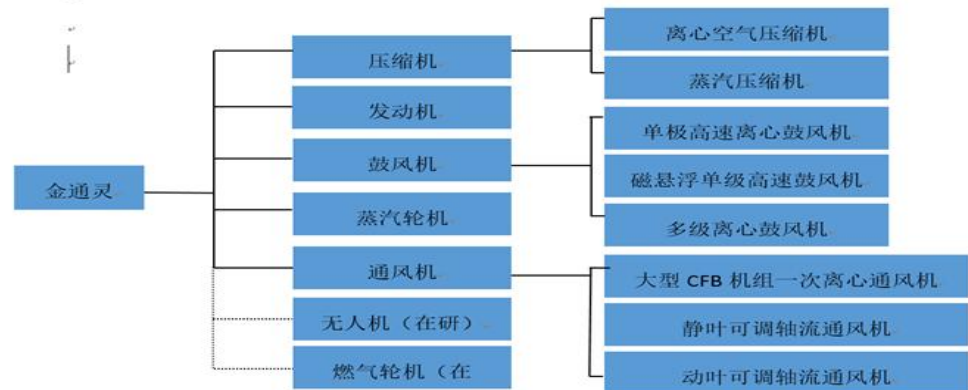 金通灵
压缩机
发动机
鼓风机
蒸汽轮机
通风机
无人机（在研）
燃气轮机（在
离心空气压缩机
蒸汽压缩机
单极高速离心鼓风机
磁悬浮单级高速鼓风机
多级离心鼓风机
大型 CFB 机组一次离心通风机
静叶可调轴流通风机
动叶可调轴流通风机